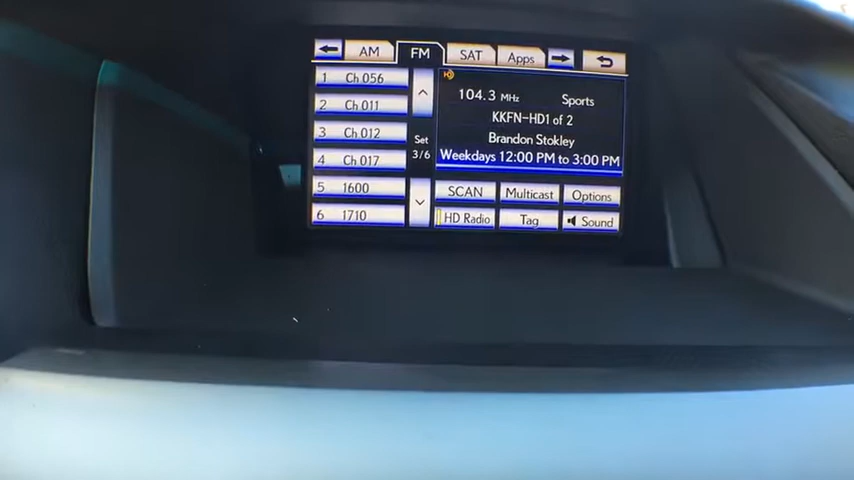 AM FM SAT Apps
1 Ch 056
2 Ch 011
3 Ch 012
4 Ch 017
5 1600
6 1710
Set
3/6
HD
104.3 MHz Sports
KKFN-HD1 of 2
Brandon Stokley
Weekdays 12:00 PM to 3:00 PM
SCAN Multicast Options
HD Radio Tag Sound